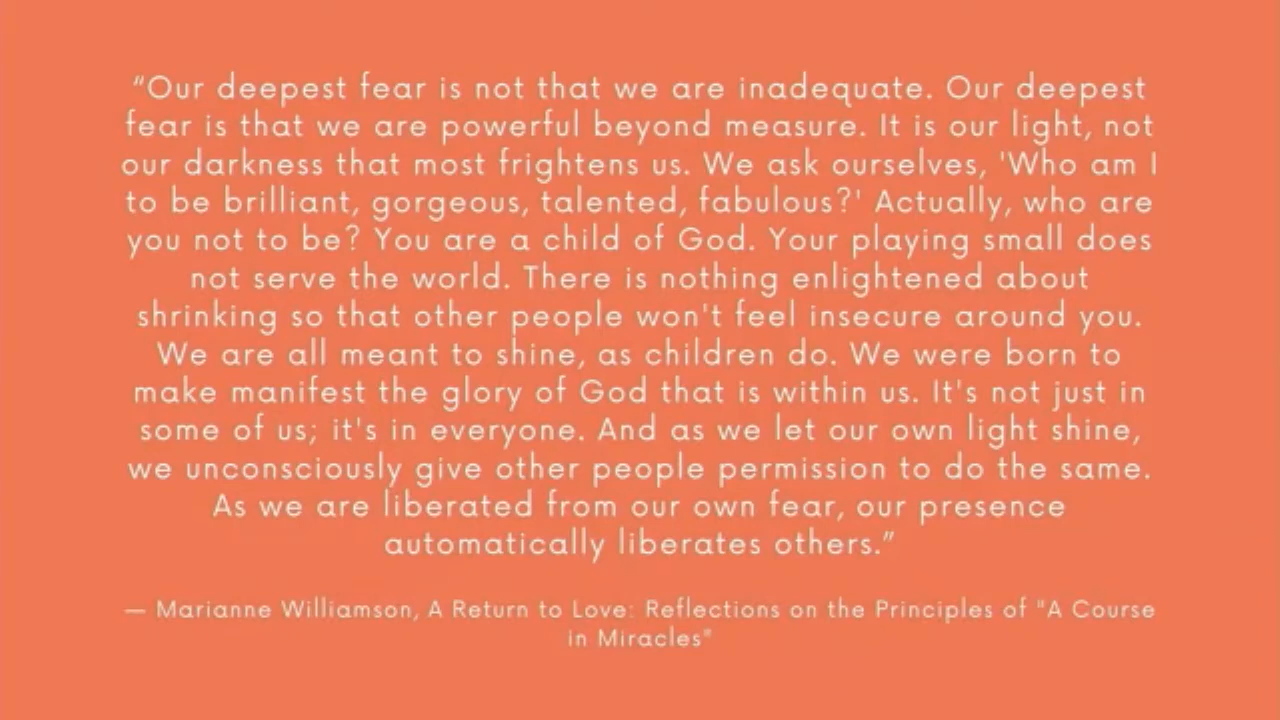 “Our deepest fear is not that we are inadequate. Our deepest
fear is that we are powerful beyond measure. It is our light, not
our darkness that most frightens us. We ask ourselves, 'Who am I
to be brilliant, gorgeous, talented, fabulous?' Actually, who are
you not to be? You are a child of God. Your playing small does
not serve the world. There is nothing enlightened about
shrinking so that other people won't feel insecure around you.
We are all meant to shine, as children do. We were born to
make manifest the glory of God that is within us. It's not just in
some of us; it's in everyone. And as we let our own light shine,
we unconsciously give other people permission to do the same.
As we are liberated from our own fear, our presence
automatically liberates others.”
— Marianne Williamson, A Return to Love: Reflections on the Principles of "A Course
in Miracles"